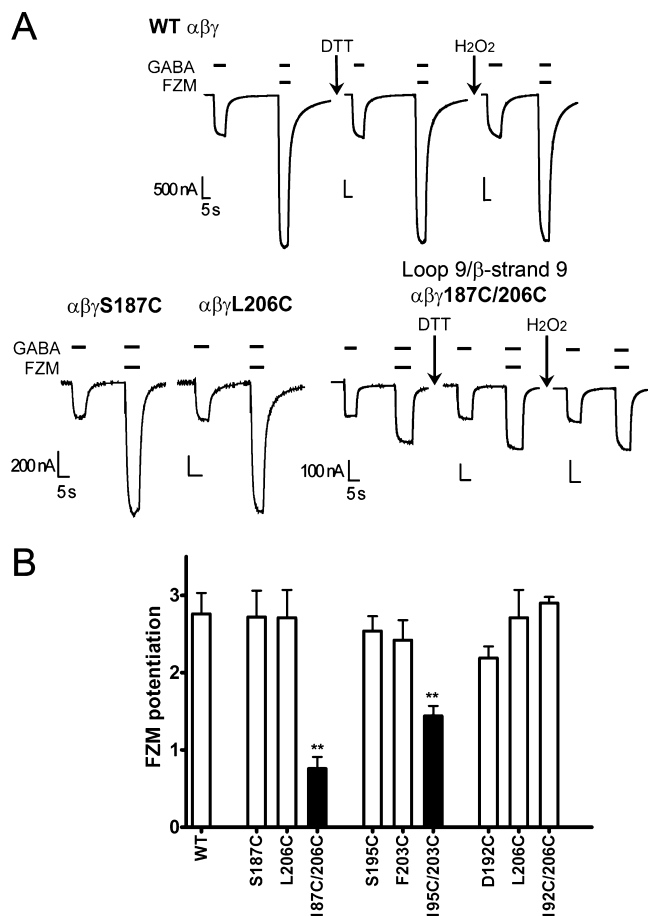 A
WT αβγ
DTT
H2O2
GABA
FZM
500 nA
5 s
Loop 9/β-strand 9
αβγS187C
αβγL206C
αβγ187C/206C
DTT
H2O2
GABA
FZM
200 nA
5 s
100 nA
5 s
B
FZM potentiation
3
2
1
0
**
**
WT
S187C
L206C
187C/206C
S195C
F203C
195C/203C
D192C
L206C
192C/206C